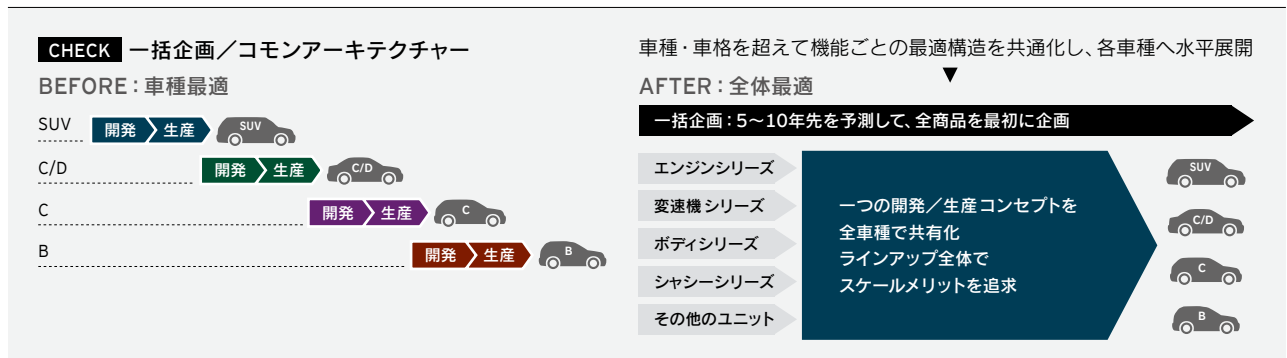 CHECK 一括企画／コモンアーキテクチャー
BEFORE：車種最適
SUV 開発 生産 SUV
C/D 開発 生産 C/D
C 開発 生産 C
B 開発 生産 B
車種・車格を超えて機能ごとの最適構造を共通化し、各車種へ水平展開
▼
AFTER：全体最適
一括企画：5〜10年先を予測して、全商品を最初に企画
エンジンシリーズ
変速機シリーズ
ボディシリーズ
シャシーシリーズ
その他のユニット
一つの開発／生産コンセプトを
全車種で共有化
ラインアップ全体で
スケールメリットを追求
SUV
C/D
C
B